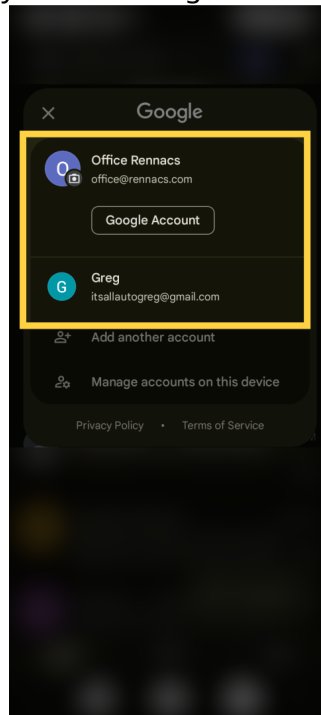 Google
O
Office Rennacs
office@rennacs.com
Google Account
G
Greg
itsallautogreg@gmail.com
Add another account
Manage accounts on this device
Privacy Policy • Terms of Service